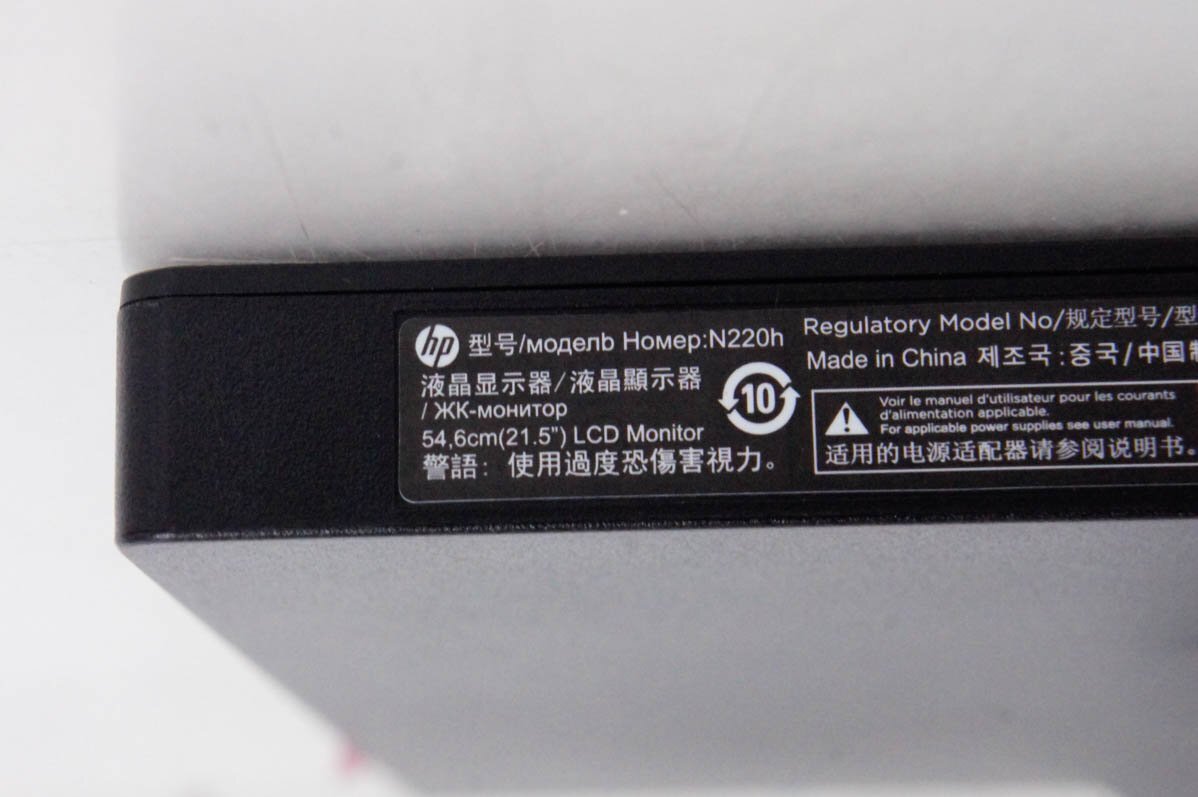 hp 型号/модель Номер:N220h
液晶显示器/液晶顯示器
/ ЖК-монитор
54,6cm(21.5") LCD Monitor
警語: 使用過度恐傷害視力。
10
Regulatory Model No/规定型号/型
Made in China 제조국:중국/中国
Voir le manuel d'utilisateur pour les courants
d'alimentation applicable.
For applicable power supplies see user manual.
适用的电源适配器请参阅说明书。